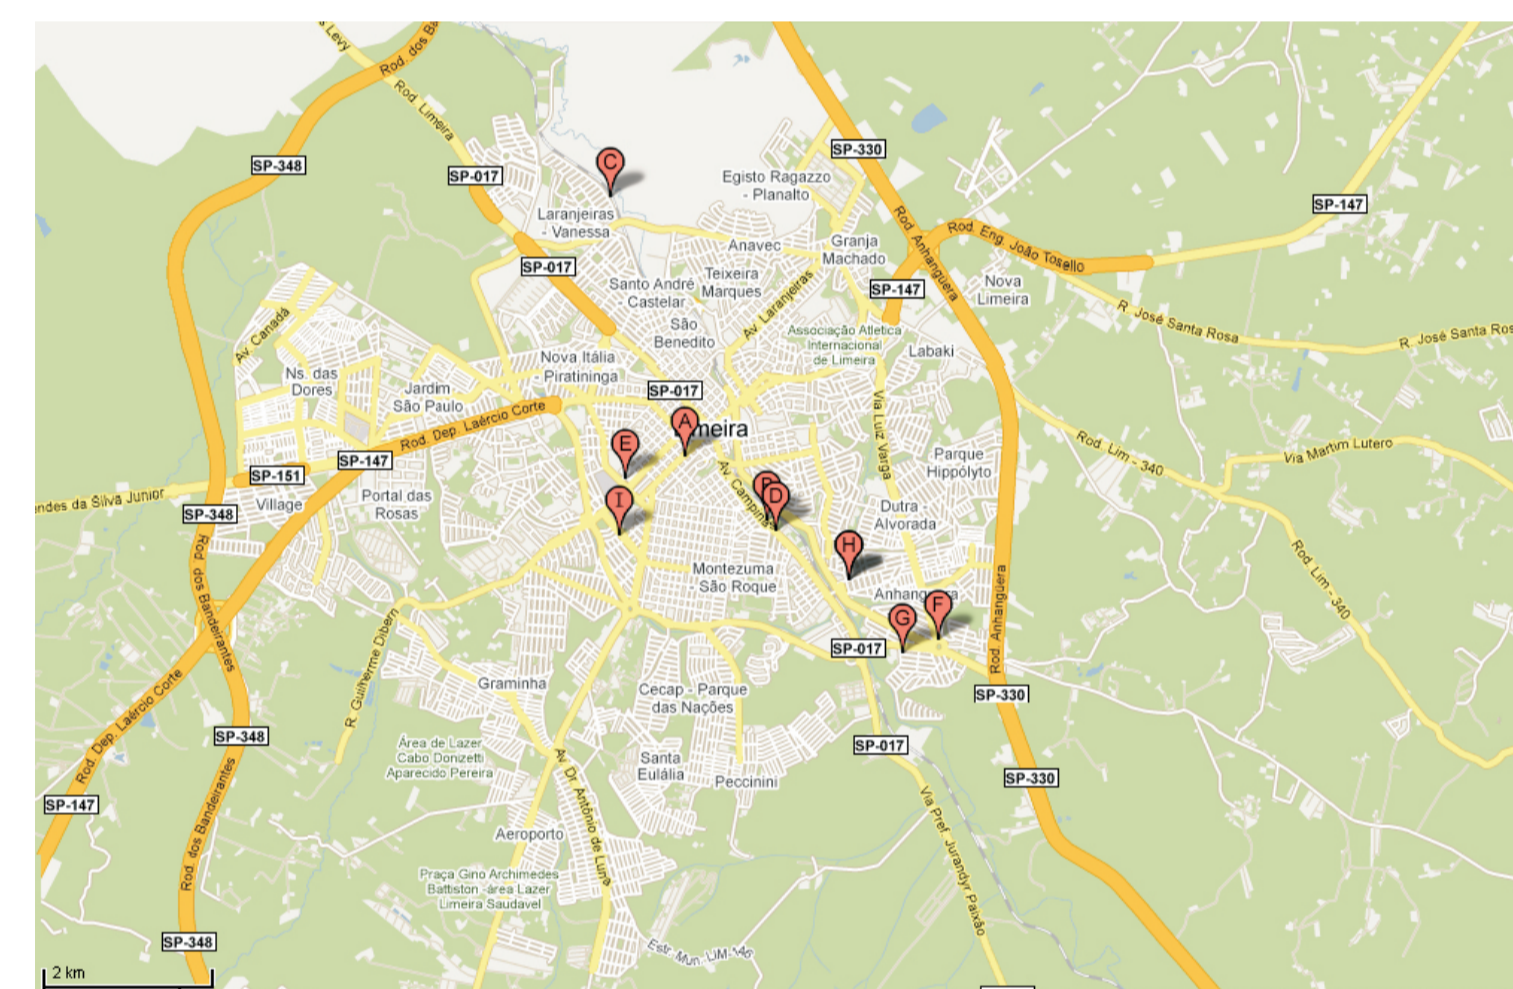 s Levy
Rod. dos Ba
Rod. Limeira
SP-330
SP-348
SP-017
C
Egisto Ragazzo
- Planalto
SP-147
Laranjeiras
- Vanessa
Rod. Anhanguera
Rod. Eng. João Tosello
Anavec
Granja
Machado
SP-017
Santo André
Castelar
Teixeira
Marques
SP-147
Nova
Limeira
Av. Laranjeiras
R. José Santa Rosa
R. José Santa Ros
Av. Canadá
São
Benedito
Associação Atletica
Internacional
de Limeira
Labaki
Nova Itália
- Piratininga
Ns. das
Dores
Jardim
São Paulo
SP-017
Rod. Dep. Laércio Corte
Via Luiz Varga
A
meira
E
Rod. Lim - 340
Via Martim Lutero
SP-147
SP-151
Parque
Hippólyto
Av. Campinas
endes da Silva Junior
Village
Portal das
Rosas
I
D
SP-348
Dutra -
Alvorada
Rod. dos Bandeirantes
H
Rod. Lim - 340
Montezuma
- São Roque
Rod. Anhanguera
F
G
R. Guilherme Dibern
SP-017
Graminha
Cecap - Parque
das Nações
SP-330
Rod. Dep. Laércio Corte
SP-348
Área de Lazer
Cabo Donzetti
Aparecido Pereira
SP-017
Santa
Eulália
Peccinini
SP-330
SP-147
Rod. dos Bandeirantes
Av. Dr Antônio de Luna
Via Pref. Jurandyr Paixão
Aeroporto
Praça Gino Archimedes
Battiston -área Lazer
Limeira Saudavel
SP-348
Estr. Mun. LIM-146
2 km